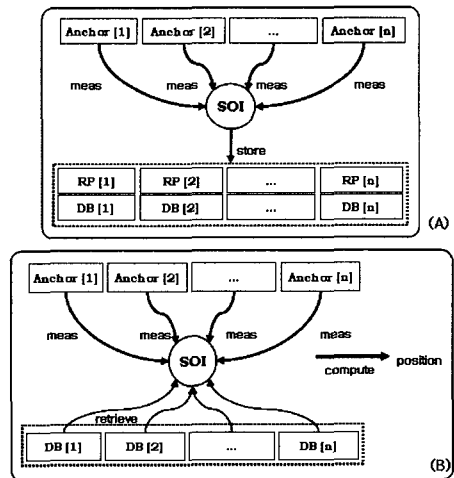 Anchor [1] Anchor [2] ... Anchor [n]
meas meas meas meas
SOI
store
RP [1] RP [2] ... RP [n]
DB [1] DB [2] ... DB [n]
(A)
Anchor [1] Anchor [2] ... Anchor [n]
meas meas meas meas
SOI
compute position
retrieve
DB [1] DB [2] ... DB [n]
(B)